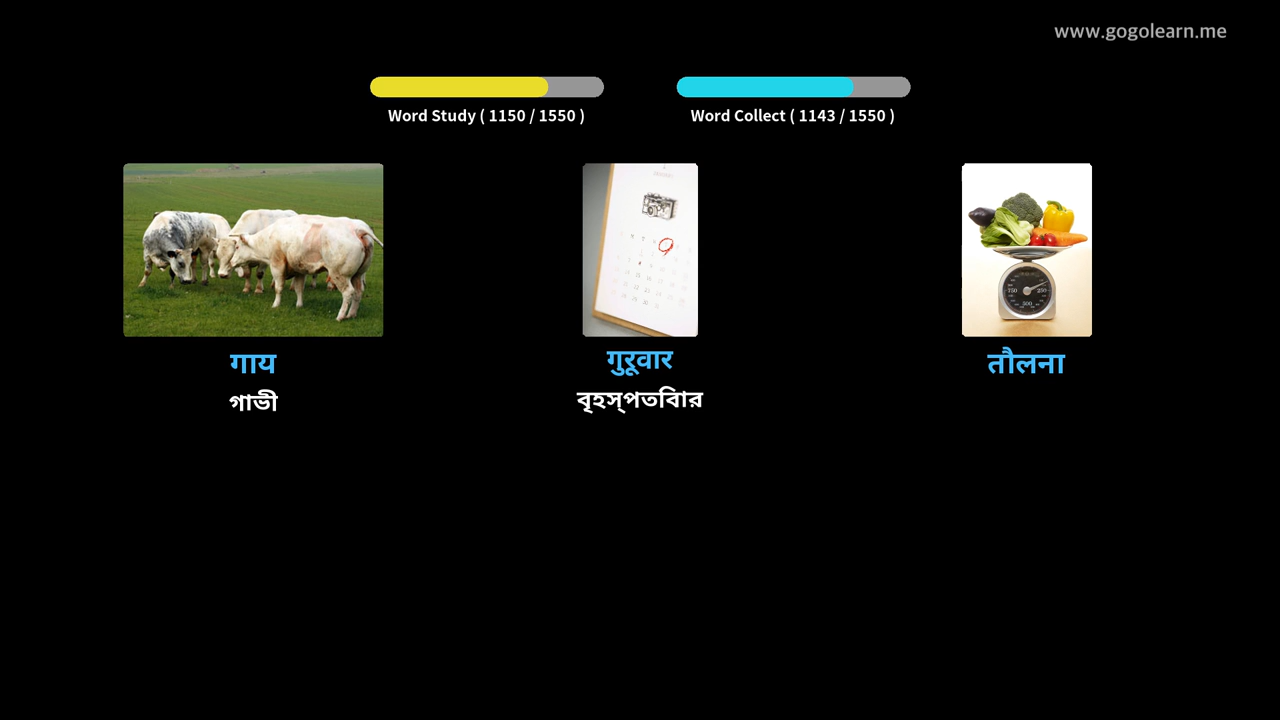 www.gogolearn.me
Word Study ( 1150 / 1550 )
Word Collect ( 1143 / 1550 )
गाय
गुरूवार
तौलना
গাভী
বৃহস্পতিবার